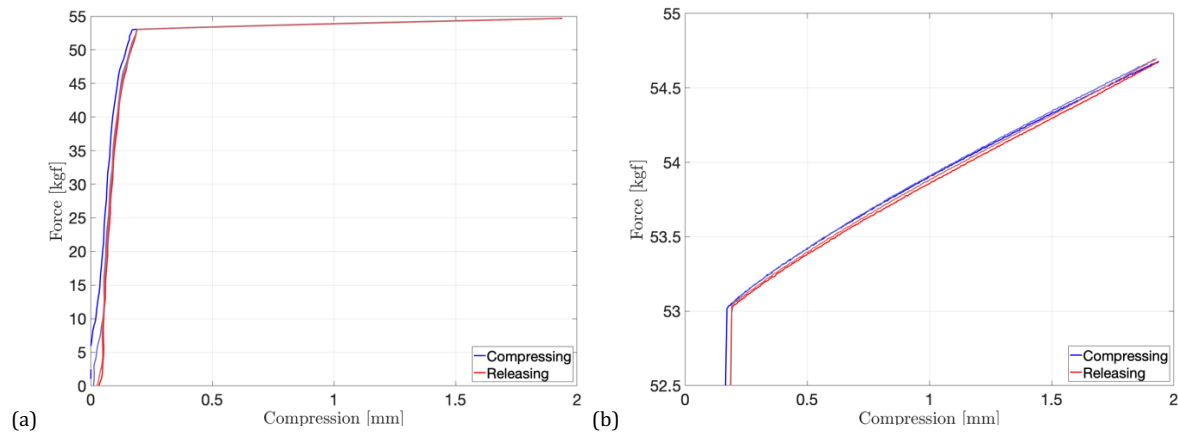 55
50
45
40
35
30
25
20
15
10
5
0
Force [kgf]
0
0.5
1
1.5
2
Compression [mm]
Compressing
Releasing
(a)
55
54.5
54
53.5
53
52.5
Force [kgf]
0
0.5
1
1.5
2
Compression [mm]
Compressing
Releasing
(b)